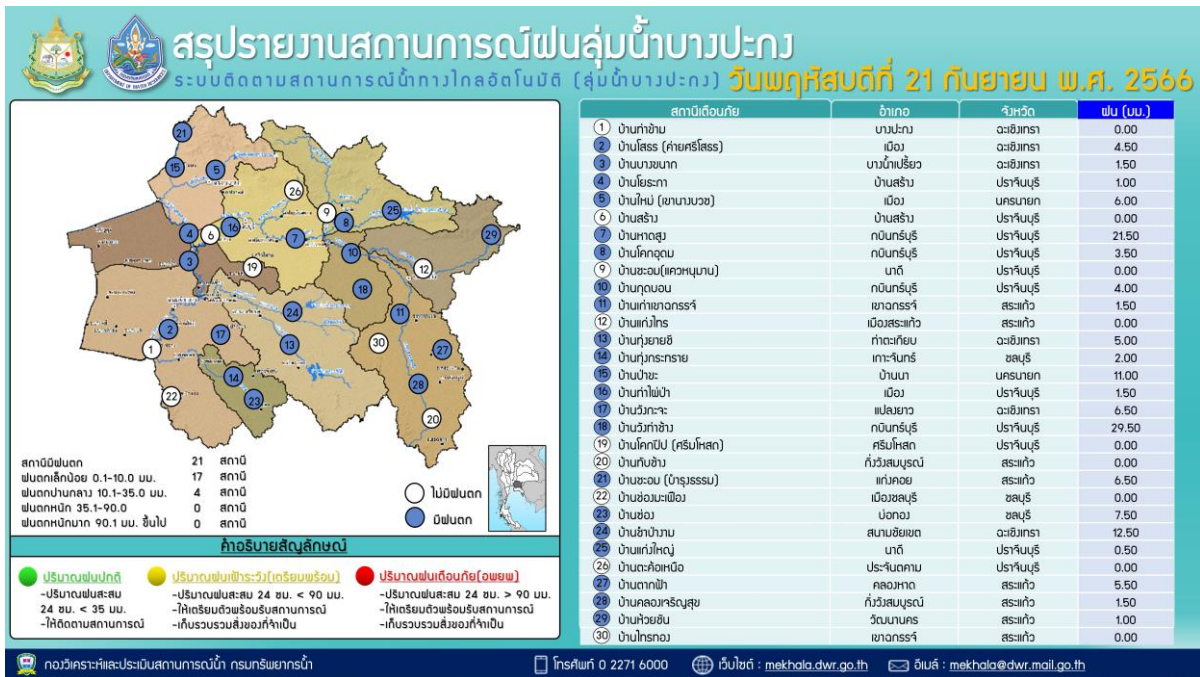 สรุปรายงานสถานการณ์ฝนลุ่มน้ำบางปะกง
ระบบติดตามสถานการณ์น้ำทางไกลอัตโนมัติ (ลุ่มน้ำบางปะกง) วันพฤหัสบดีที่ 21 กันยายน พ.ศ. 2566
สถานีเตือนภัย อำเภอ จังหวัด ฝน (มม.)
1 บ้านท่าข้าม บางปะกง ฉะเชิงเทรา 0.00
2 บ้านโสธร (ค่ายศรีโสธร) เมือง ฉะเชิงเทรา 4.50
3 บ้านบางขนาก บางน้ำเปรี้ยว ฉะเชิงเทรา 1.50
4 บ้านโยธะกา บ้านสร้าง ปราจีนบุรี 1.00
5 บ้านใหม่ (เขานางบวช) เมือง นครนายก 6.00
6 บ้านสร้าง บ้านสร้าง ปราจีนบุรี 0.00
7 บ้านหาดสูง กบินทร์บุรี ปราจีนบุรี 21.50
8 บ้านโคกอุดม กบินทร์บุรี ปราจีนบุรี 3.50
9 บ้านชะอม(แควหนุมาน) นาดี ปราจีนบุรี 0.00
10 บ้านกุดบอน กบินทร์บุรี ปราจีนบุรี 4.00
11 บ้านเก่าเขาฉกรรจ์ เขาฉกรรจ์ สระแก้ว 1.50
12 บ้านแก่งไทร เมืองสระแก้ว สระแก้ว 0.00
13 บ้านทุ่งยายชี ท่าตะเกียบ ฉะเชิงเทรา 5.00
14 บ้านทุ่งกระทราย เกาะจันทร์ ชลบุรี 2.00
15 บ้านป่าขะ บ้านนา นครนายก 11.00
16 บ้านท่าไผ่ป่า เมือง ปราจีนบุรี 1.50
17 บ้านวังกะจะ แปลงยาว ฉะเชิงเทรา 6.50
18 บ้านวังท่าช้าง กบินทร์บุรี ปราจีนบุรี 29.50
19 บ้านโคกปีป (ศรีมโหสถ) ศรีมโหสถ ปราจีนบุรี 0.00
20 บ้านทับช้าง กิ่งวังสมบูรณ์ สระแก้ว 0.00
21 บ้านชะอม (บำรุงธรรม) แก่งคอย สระแก้ว 6.50
22 บ้านช่องมะเฟือง เมืองชลบุรี ชลบุรี 0.00
23 บ้านช่อง บ่อทอง ชลบุรี 7.50
24 บ้านชำป่างาม สนามชัยเขต ฉะเชิงเทรา 12.50
25 บ้านแก่งใหญ่ นาดี ปราจีนบุรี 0.50
26 บ้านตะคร้อเหนือ ประจันตคาม ปราจีนบุรี 0.00
27 บ้านตากฟ้า คลองหาด สระแก้ว 5.50
28 บ้านคลองเจริญสุข กิ่งวังสมบูรณ์ สระแก้ว 1.50
29 บ้านห้วยชัน วัฒนานคร สระแก้ว 1.00
30 บ้านไทรทอง เขาฉกรรจ์ สระแก้ว 0.00
สถานีมีฝนตก 21 สถานี
ฝนตกเล็กน้อย 0.1-10.0 มม. 17 สถานี
ฝนตกปานกลาง 10.1-35.0 มม. 4 สถานี
ฝนตกหนัก 35.1-90.0 0 สถานี
ฝนตกหนักมาก 90.1 มม. ขึ้นไป 0 สถานี
ไม่มีฝนตก
มีฝนตก
คำอธิบายสัญลักษณ์
ปริมาณฝนปกติ
-ปริมาณฝนสะสม
24 ชม. < 35 มม.
-ให้ติดตามสถานการณ์
ปริมาณฝนเฝ้าระวัง(เตรียมพร้อม)
-ปริมาณฝนสะสม 24 ชม. < 90 มม.
-ให้เตรียมตัวพร้อมรับสถานการณ์
-เก็บรวบรวมสิ่งของที่จำเป็น
ปริมาณฝนเตือนภัย(อพยพ)
-ปริมาณฝนสะสม 24 ชม. > 90 มม.
-ให้เตรียมตัวพร้อมรับสถานการณ์
-เก็บรวบรวมสิ่งของที่จำเป็น
กองวิเคราะห์และประเมินสถานการณ์น้ำ กรมทรัพยากรน้ำ โทรศัพท์ 0 2271 6000 เว็บไซต์ : mekhala.dwr.go.th อีเมล์ : mekhala@dwr.mail.go.th